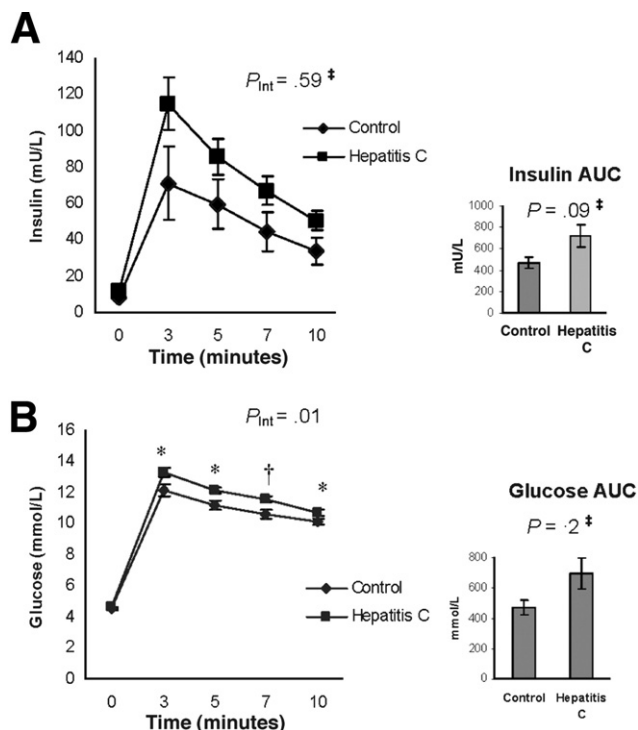 A
140
120
100
80
60
40
20
0
Insulin (mU/L)
P Int = .59 ‡
Control
Hepatitis C
0 3 5 7 10
Time (minutes)
Insulin AUC
P = .09 ‡
1000
800
600
400
200
0
mU/L
Control Hepatitis
C
B
P Int = .01
16
14
12
10
8
6
4
2
0
Glucose (mmol/L)
* * † *
Control
Hepatitis C
0 3 5 7 10
Time (minutes)
Glucose AUC
P = ·2 ‡
800
600
400
200
0
mmol/L
Control Hepatitis
C